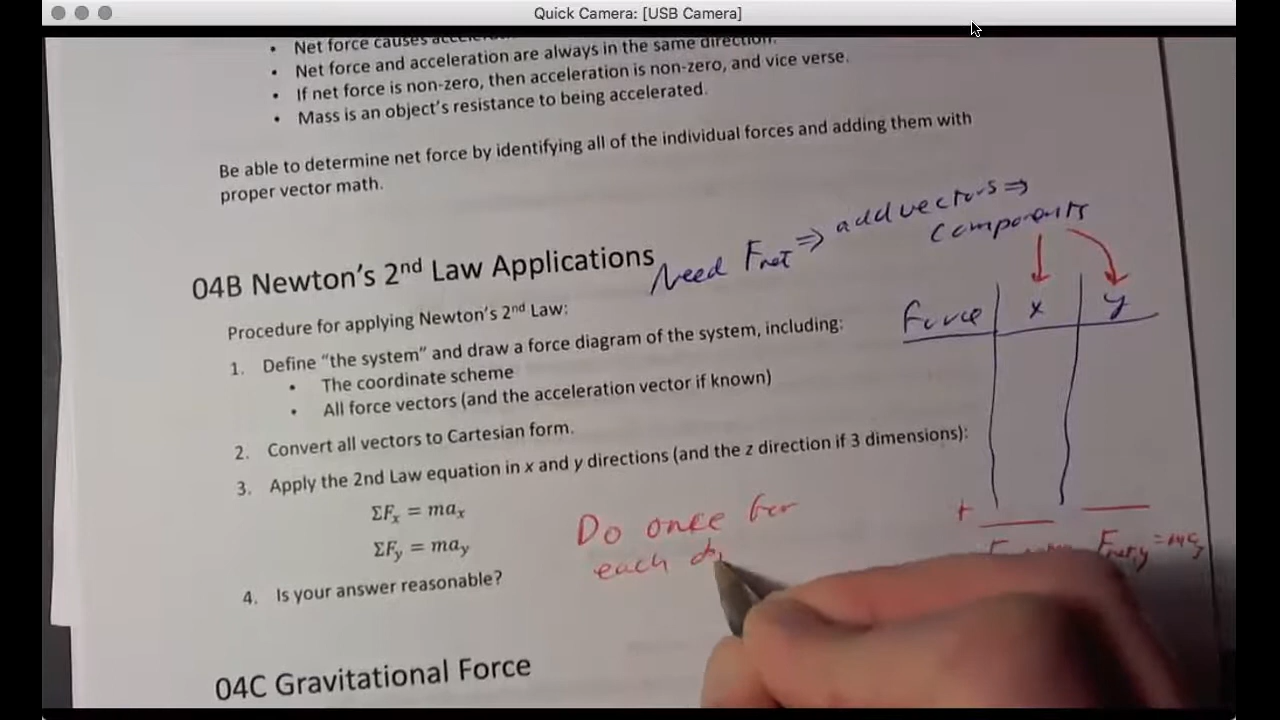 Quick Camera: [USB Camera]
• Net force causes
• Net force and acceleration are always in the same direction.
• If net force is non-zero, then acceleration is non-zero, and vice verse.
• Mass is an object's resistance to being accelerated.
Be able to determine net force by identifying all of the individual forces and adding them with
proper vector math.
04B Newton's 2nd Law Applications
Need Fnet ⇒ add vectors ⇒
components
Procedure for applying Newton's 2nd Law:
1. Define "the system" and draw a force diagram of the system, including:
• The coordinate scheme
• All force vectors (and the acceleration vector if known)
2. Convert all vectors to Cartesian form.
3. Apply the 2nd Law equation in x and y directions (and the z direction if 3 dimensions):
ΣFx = max
ΣFy = may
4. Is your answer reasonable?
Force x y
+
Fnet,y = may
Do once for
each
04C Gravitational Force